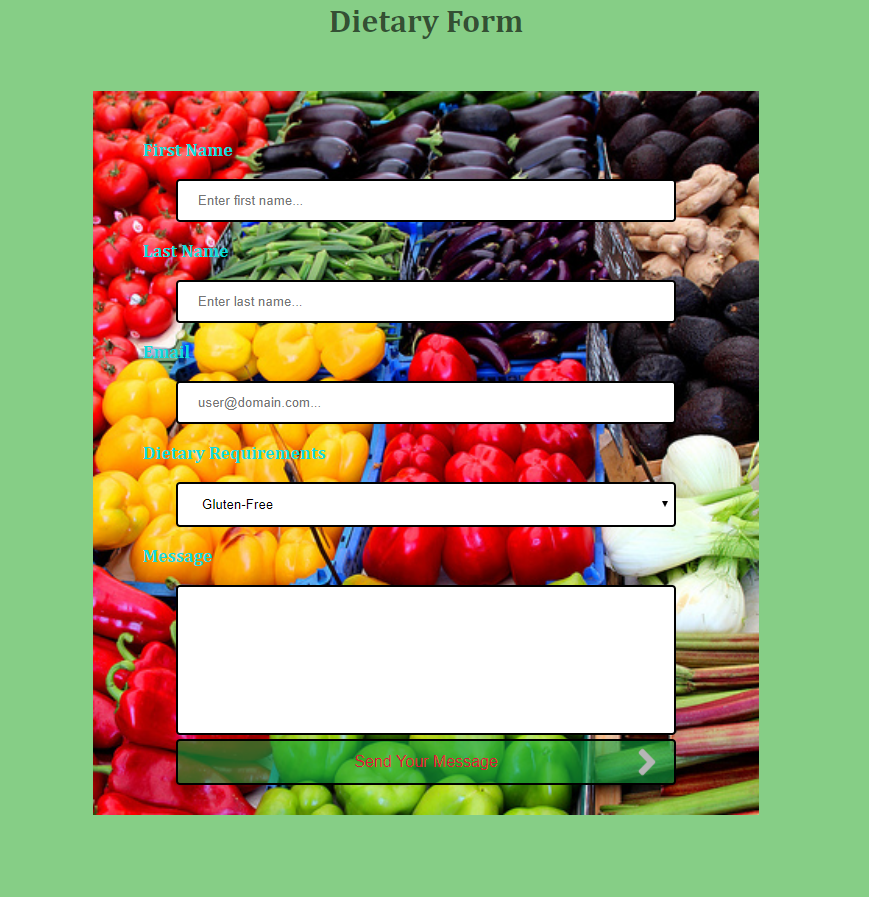 Dietary Form
First Name
Enter first name...
Last Name
Enter last name...
Email
user@domain.com...
Dietary Requirements
Gluten-Free
Message
Send Your Message